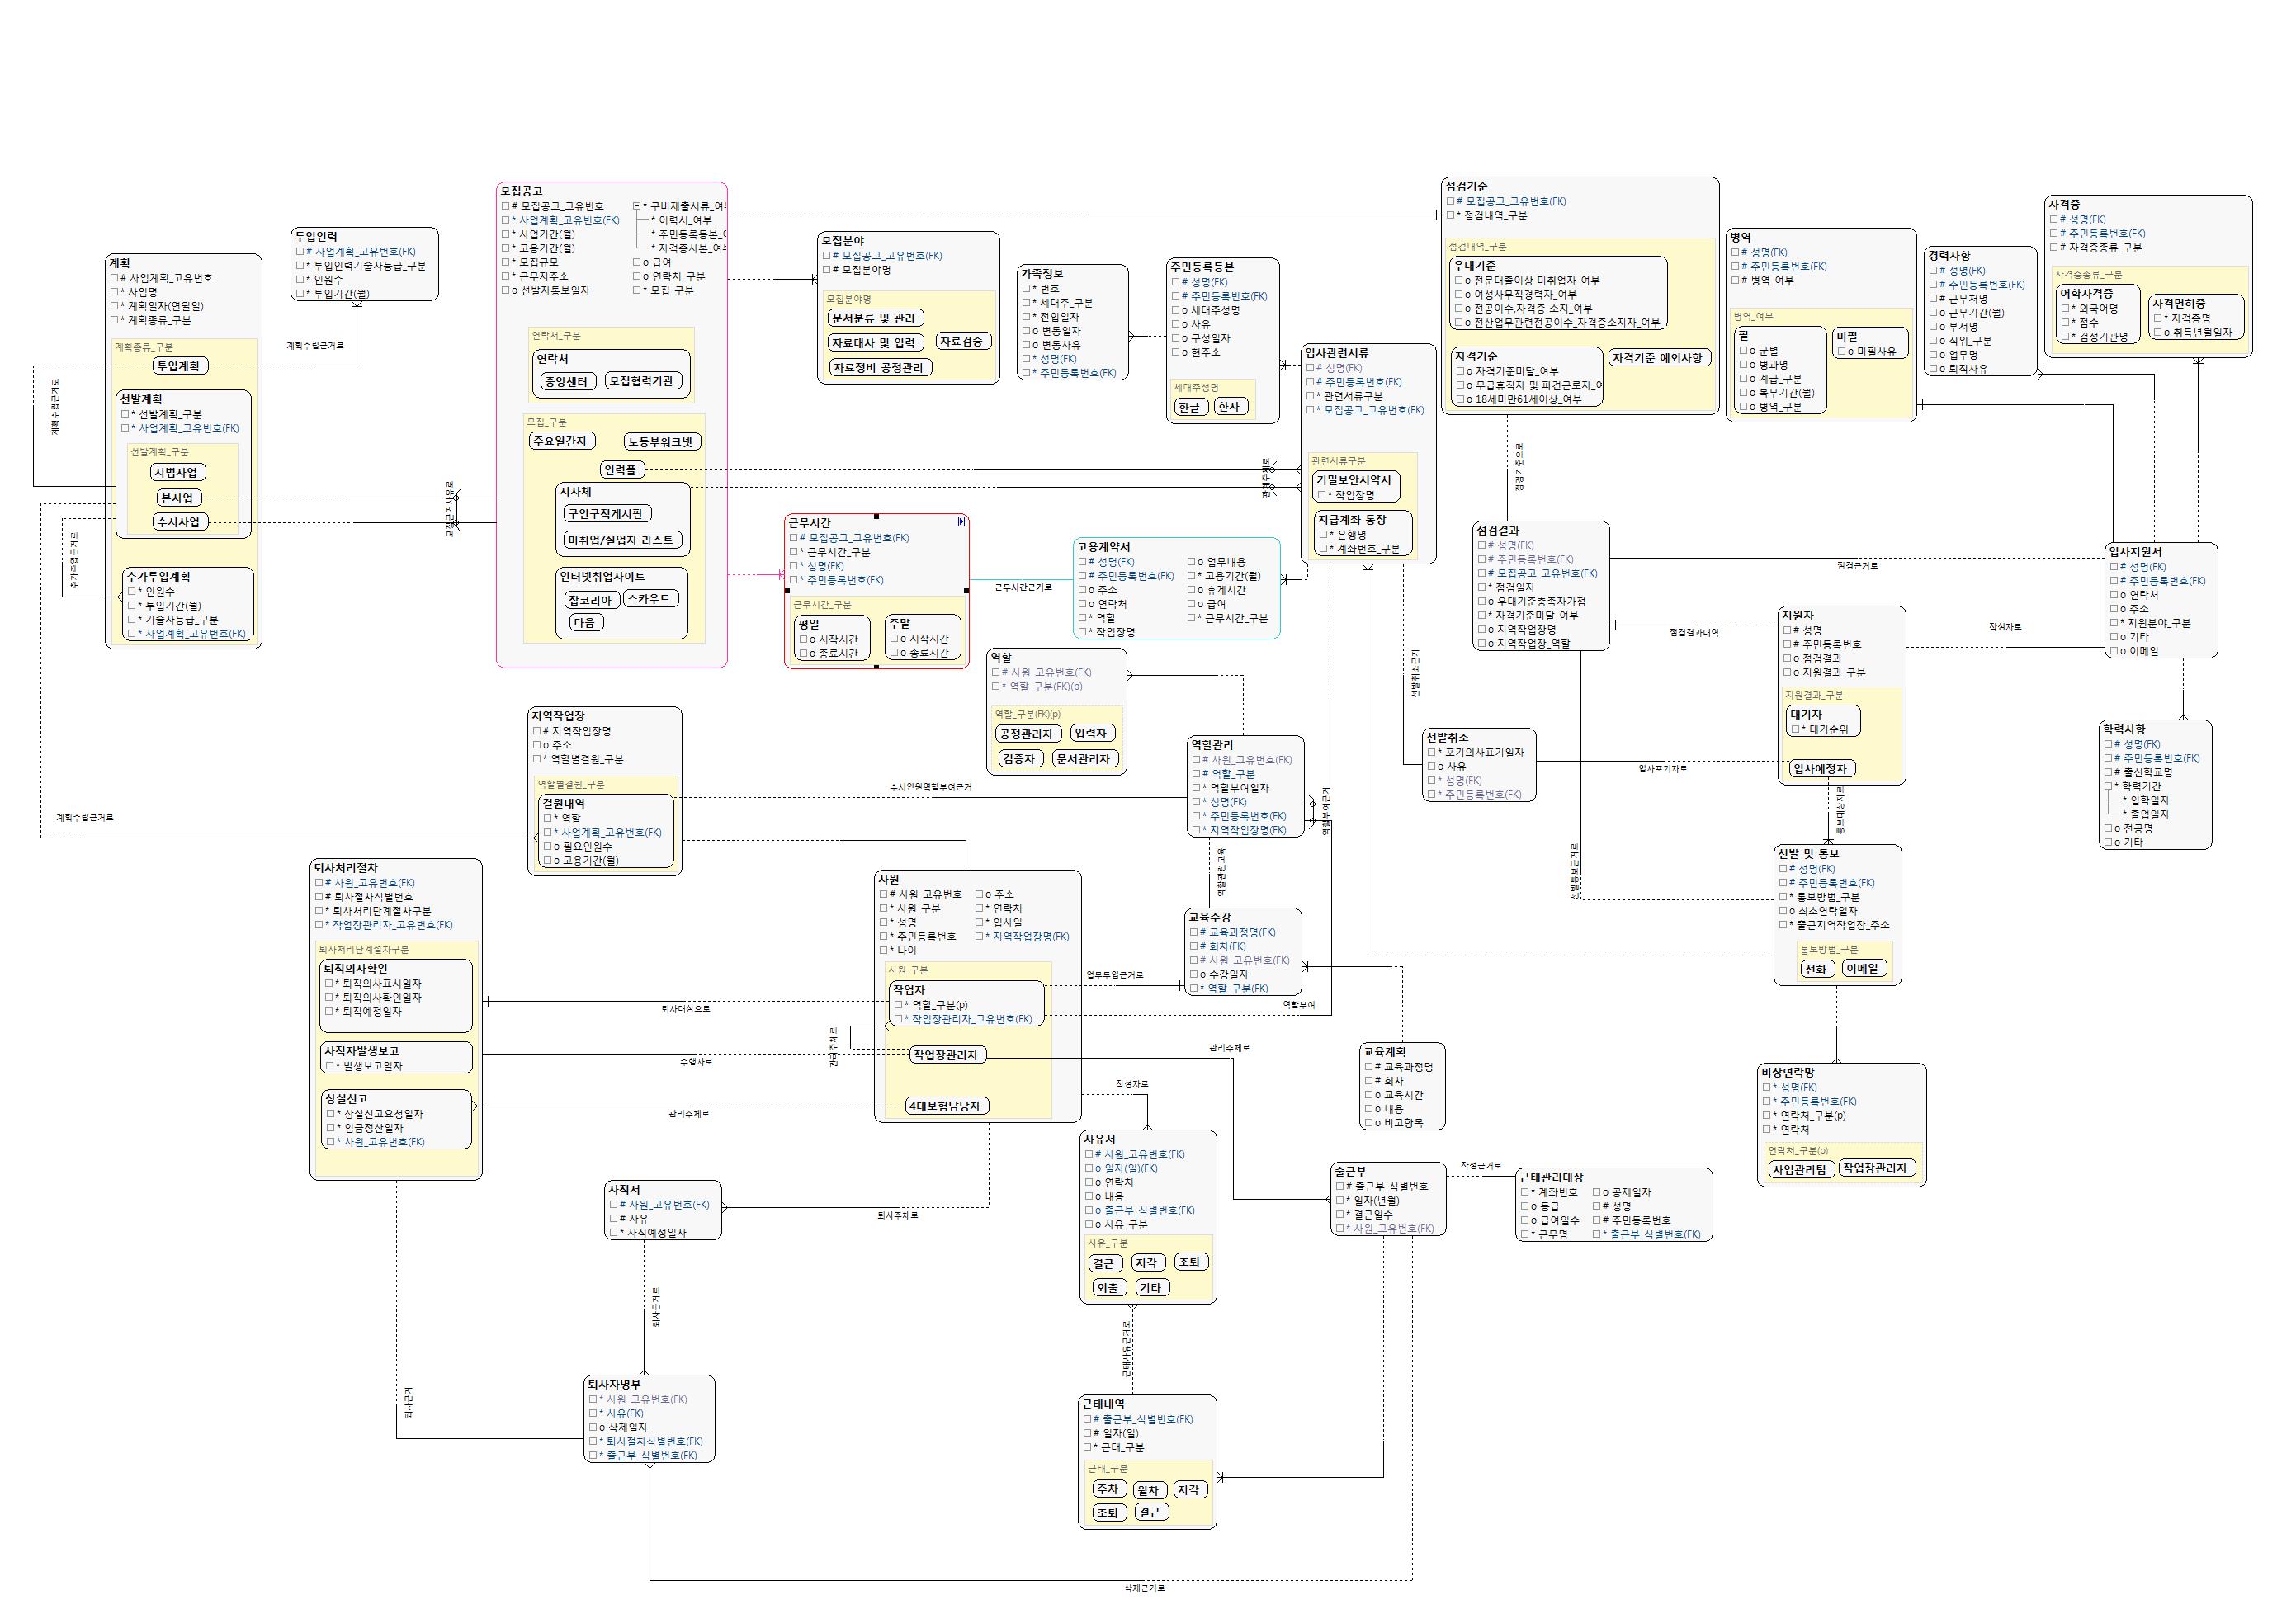 계획
# 사업계획_고유번호
* 사업명
* 계획일자(연월일)
* 계획종류_구분
계획종류_구분
투입계획
선발계획
* 선발계획_구분
* 사업계획_고유번호(FK)
선발계획_구분
시범사업
본사업
수시사업
추가투입계획
* 인원수
* 투입기간(월)
* 기술자등급_구분
* 사업계획_고유번호(FK)
계획수립근거로
추가추업근거로
투입인력
# 사업계획_고유번호(FK)
* 투입인력기술자등급_구분
* 인원수
* 투입기간(월)
계획수립근거로
모집근거사유로
모집공고
# 모집공고_고유번호
* 사업계획_고유번호(FK)
* 사업기간(월)
* 고용기간(월)
* 모집규모
* 근무지주소
o 선발자통보일자
* 구비제출서류_여
* 이력서_여부
* 주민등록등본_
* 자격증사본_여
o 급여
o 연락처_구분
* 모집_구분
연락처_구분
연락처
중앙센터
모집협력기관
모집_구분
주요일간지
노동부워크넷
인력풀
지자체
구인구직게시판
미취업/실업자 리스트
인터넷취업사이트
잡코리아
스카우트
다음
모집분야
# 모집공고_고유번호(FK)
# 모집분야명
모집분야명
문서분류 및 관리
자료대사 및 입력
자료검증
자료정비 공정관리
가족정보
* 번호
* 세대주_구분
* 전입일자
o 변동일자
o 변동사유
* 성명(FK)
* 주민등록번호(FK)
주민등록등본
# 성명(FK)
# 주민등록번호(FK)
o 세대주성명
o 사유
o 구성일자
o 현주소
세대주성명
한글
한자
입사관련서류
# 성명(FK)
# 주민등록번호(FK)
* 관련서류구분
* 모집공고_고유번호(FK)
관련서류구분
기밀보안서약서
* 작업장명
지급계좌 통장
* 은행명
* 계좌번호_구분
관계주체로
점검기준
# 모집공고_고유번호(FK)
* 점검내역_구분
점검내역_구분
우대기준
o 전문대졸이상 미취업자_여부
o 여성사무직경력자_여부
o 전공이수,자격증 소지_여부
o 전산업무관련전공이수_자격증소지자_여부
자격기준
o 자격기준미달_여부
o 무급휴직자 및 파견근로자_여
o 18세미만61세이상_여부
자격기준 예외사항
점검기준으로
병역
# 성명(FK)
# 주민등록번호(FK)
# 병역_여부
병역_여부
필
o 군별
o 병과명
o 계급_구분
o 복무기간(월)
o 병역_구분
미필
o 미필사유
경력사항
# 성명(FK)
# 주민등록번호(FK)
# 근무처명
o 근무기간(월)
o 부서명
o 직위_구분
o 업무명
o 퇴직사유
자격증
# 성명(FK)
# 주민등록번호(FK)
# 자격증종류_구분
자격증종류_구분
어학자격증
* 외국어명
* 점수
* 검정기관명
자격면허증
* 자격증명
o 취득년월일자
근무시간
# 모집공고_고유번호(FK)
* 근무시간_구분
* 성명(FK)
* 주민등록번호(FK)
근무시간_구분
평일
o 시작시간
o 종료시간
주말
o 시작시간
o 종료시간
근무시간근거로
고용계약서
# 성명(FK)
# 주민등록번호(FK)
o 주소
o 연락처
* 역할
* 작업장명
o 업무내용
* 고용기간(월)
o 휴게시간
o 급여
* 근무시간_구분
점검결과
# 성명(FK)
# 주민등록번호(FK)
# 모집공고_고유번호(FK)
* 점검일자
o 우대기준충족자가점
* 자격기준미달_여부
o 지역작업장명
o 지역작업장_역할
점검근거로
점검결과내역
지원자
# 성명
# 주민등록번호
o 점검결과
o 지원결과_구분
지원결과_구분
대기자
* 대기순위
입사예정자
작성자로
입사지원서
# 성명(FK)
# 주민등록번호(FK)
o 연락처
o 주소
* 지원분야_구분
o 기타
o 이메일
학력사항
# 성명(FK)
# 주민등록번호(FK)
# 출신학교명
* 학력기간
* 입학일자
* 졸업일자
o 전공명
o 기타
역할
# 사원_고유번호(FK)
* 역할_구분(FK)(p)
역할_구분(FK)(p)
공정관리자
입력자
검증자
문서관리자
역할관리
# 사원_고유번호(FK)
# 역할_구분
* 역할부여일자
* 성명(FK)
* 주민등록번호(FK)
* 지역작업장명(FK)
역할부여근거
역할관련교육
선발취소근거
선발취소
* 포기의사표기일자
o 사유
* 성명(FK)
* 주민등록번호(FK)
입사포기자로
통보대상자로
선발통보근거로
지역작업장
# 지역작업장명
o 주소
* 역할별결원_구분
역할별결원_구분
결원내역
* 역할
* 사업계획_고유번호(FK)
o 필요인원수
o 고용기간(월)
수시인원역할부여근거
계획수립근거로
선발 및 통보
# 성명(FK)
# 주민등록번호(FK)
* 통보방법_구분
o 최초연락일자
* 출근지역작업장_주소
통보방법_구분
전화
이메일
퇴사처리절차
# 사원_고유번호(FK)
# 퇴사절차식별번호
* 퇴사처리단계절차구분
* 작업장관리자_고유번호(FK)
퇴사처리단계절차구분
퇴직의사확인
* 퇴직의사표시일자
* 퇴직의사확인일자
* 퇴직예정일자
사직자발생보고
* 발생보고일자
상실신고
* 상실신고요청일자
* 임금정산일자
* 사원_고유번호(FK)
퇴사대상으로
수행자로
관리주체로
사원
# 사원_고유번호
* 사원_구분
* 성명
* 주민등록번호
* 나이
o 주소
* 연락처
* 입사일
* 지역작업장명(FK)
사원_구분
작업자
* 역할_구분(p)
* 작업장관리자_고유번호(FK)
작업장관리자
4대보험담당자
관리주체로
업무투입근거로
역할부여
관리주체로
작성자로
교육수강
# 교육과정명(FK)
# 회차(FK)
# 사원_고유번호(FK)
o 수강일자
* 역할_구분(FK)
교육계획
# 교육과정명
# 회차
o 교육시간
o 내용
o 비고항목
비상연락망
* 성명(FK)
* 주민등록번호(FK)
* 연락처_구분(p)
* 연락처
연락처_구분(p)
사업관리팀
작업장관리자
사직서
# 사원_고유번호(FK)
# 사유
* 사직예정일자
퇴사주체로
퇴사근거로
퇴사근거
사유서
# 사원_고유번호(FK)
o 일자(일)(FK)
o 연락처
o 내용
o 출근부_식별번호(FK)
o 사유_구분
사유_구분
결근
지각
조퇴
외출
기타
근태사유근거로
출근부
# 출근부_식별번호
* 일자(년월)
* 결근일수
* 사원_고유번호(FK)
작성근거로
근태관리대장
* 계좌번호
o 등급
o 급여일수
* 근무명
o 공제일자
# 성명
# 주민등록번호
* 출근부_식별번호(FK)
퇴사자명부
* 사원_고유번호(FK)
* 사유(FK)
o 삭제일자
* 퇴사절차식별번호(FK)
* 출근부_식별번호(FK)
근태내역
# 출근부_식별번호(FK)
# 일자(일)
* 근태_구분
근태_구분
주차
월차
지각
조퇴
결근
삭제근거로